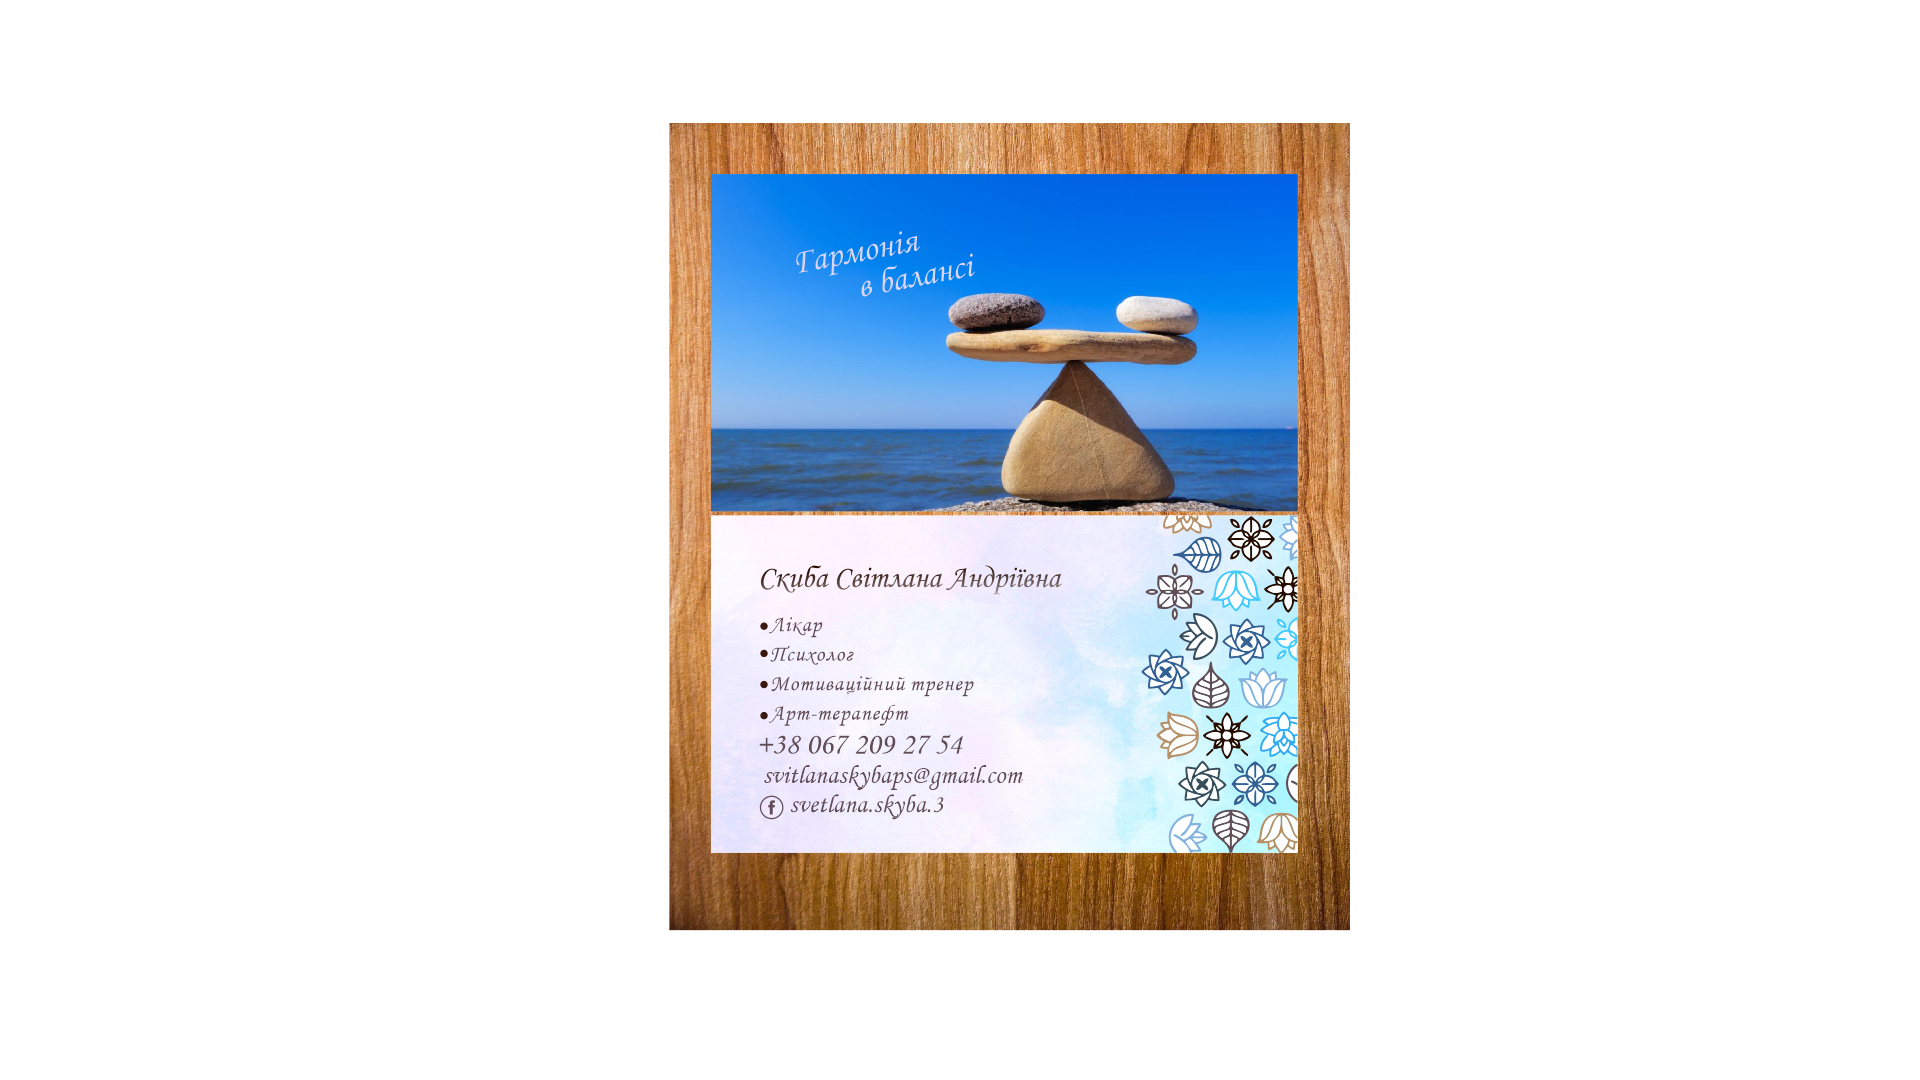 Гармонія
в балансі
Скиба Світлана Андріївна
•Лікар
•Психолог
•Мотиваційний тренер
•Арт-терапефт
+38 067 209 27 54
svitlanaskybaps@gmail.com
svetlana.skyba.3